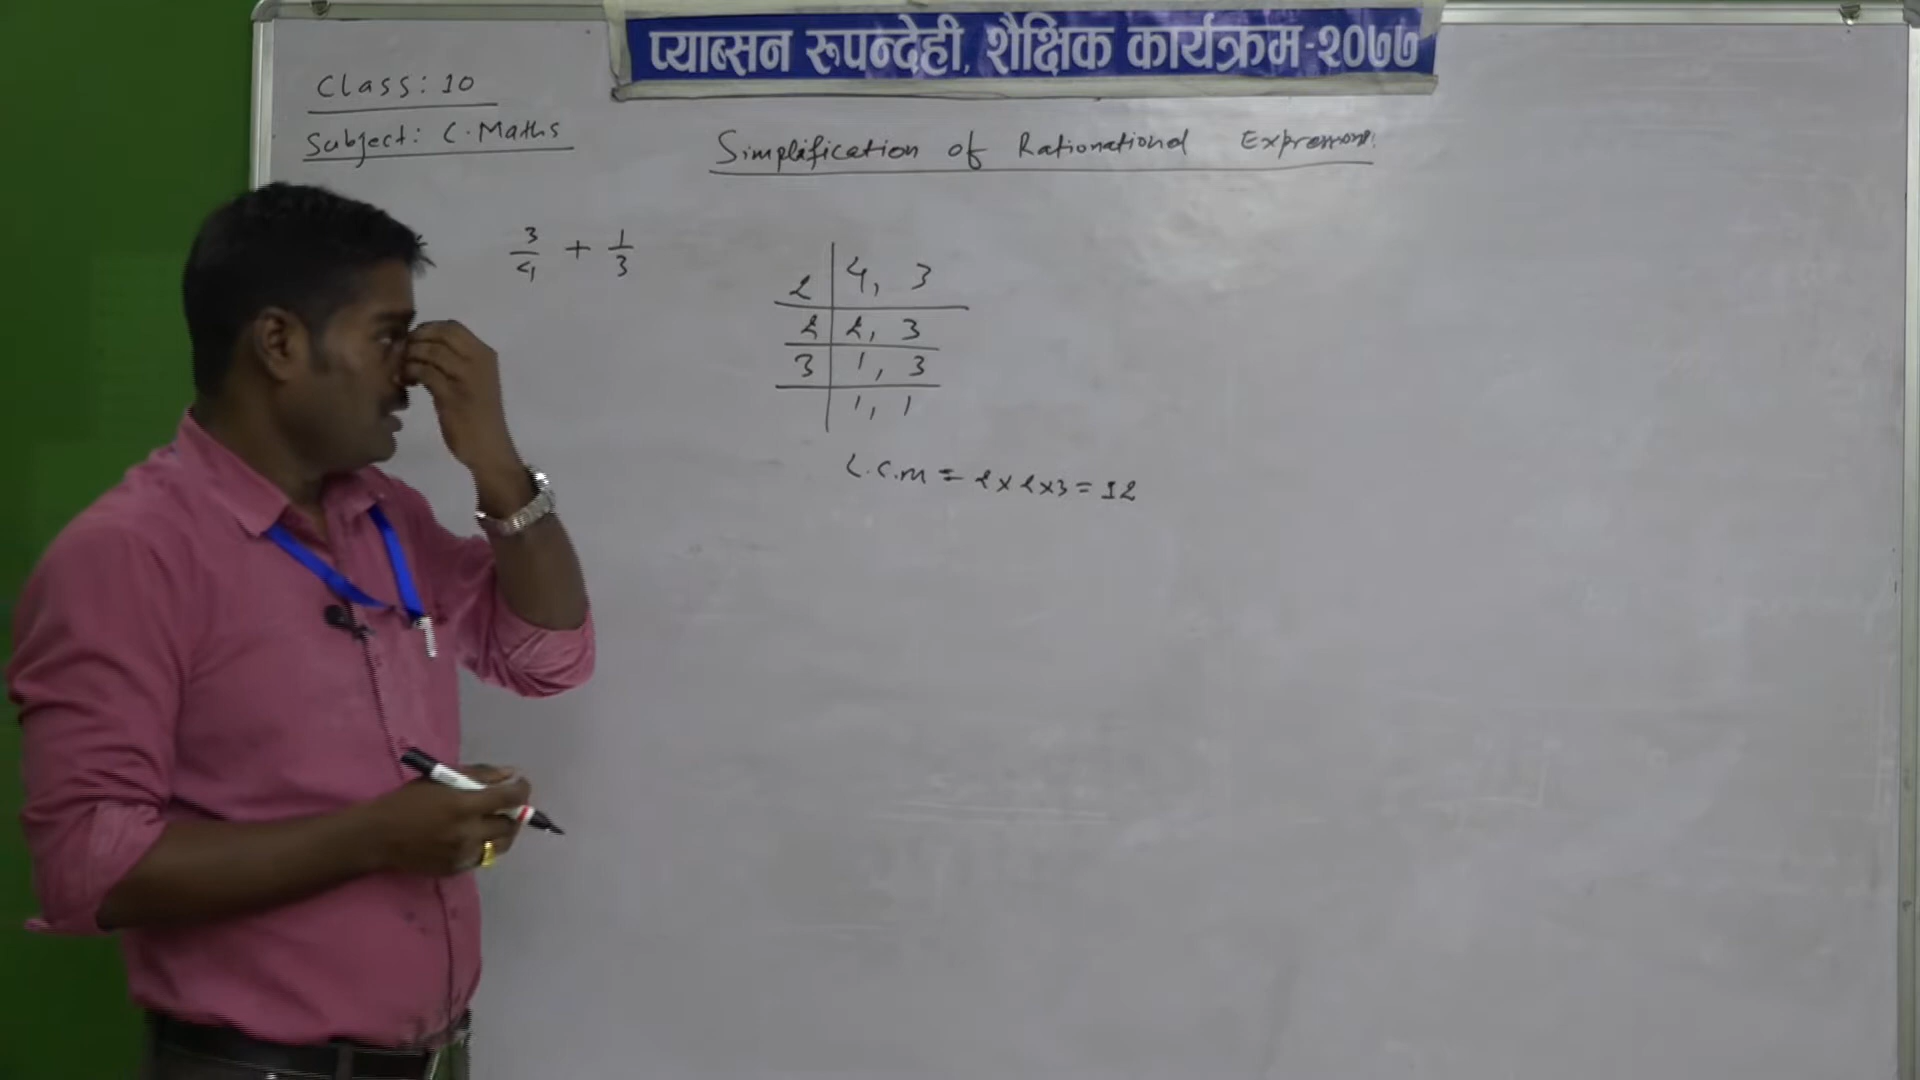 प्याब्सन रूपन्देही, शैक्षिक कार्यक्रम-२०७७
Class: 10
Subject: C. Maths
Simplification of Rationational Expressions:
* 3/4 + 1/3
2 | 4, 3
2 | 2, 3
3 | 1, 3
1, 1
L.C.M = 2 x 2 x 3 = 12